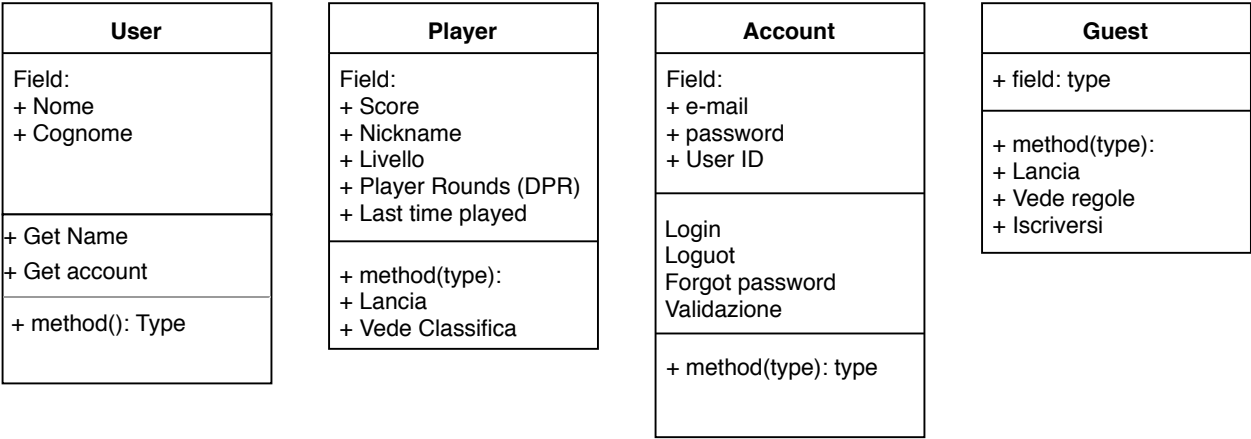 User
Field:
+ Nome
+ Cognome
+ Get Name
+ Get account
+ method(): Type
Player
Field:
+ Score
+ Nickname
+ Livello
+ Player Rounds (DPR)
+ Last time played
+ method(type):
+ Lancia
+ Vede Classifica
Account
Field:
+ e-mail
+ password
+ User ID
Login
Loguot
Forgot password
Validazione
+ method(type): type
Guest
+ field: type
+ method(type):
+ Lancia
+ Vede regole
+ Iscriversi